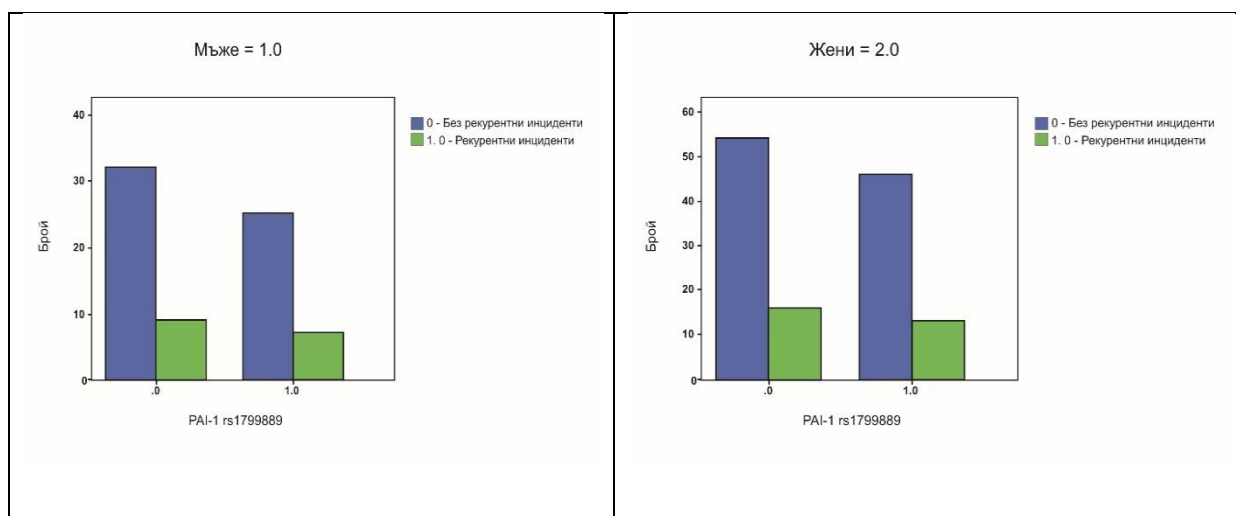 Мъже = 1.0
40
30
20
10
0
Брой
.0
1.0
PAI-1 rs1799889
0 - Без рекурентни инциденти
1. 0 - Рекурентни инциденти
Жени = 2.0
60
50
40
30
20
10
0
Брой
.0
1.0
PAI-1 rs1799889
0 - Без рекурентни инциденти
1. 0 - Рекурентни инциденти